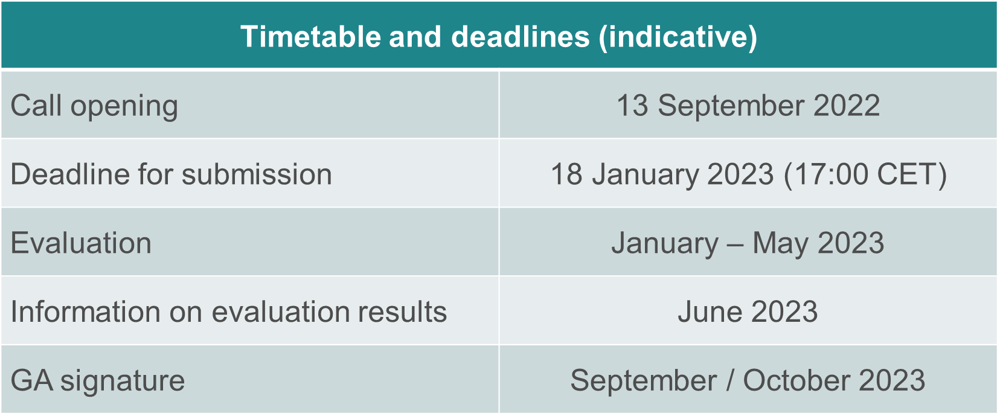 Timetable and deadlines (indicative)
Call opening 13 September 2022
Deadline for submission 18 January 2023 (17:00 CET)
Evaluation January – May 2023
Information on evaluation results June 2023
GA signature September / October 2023